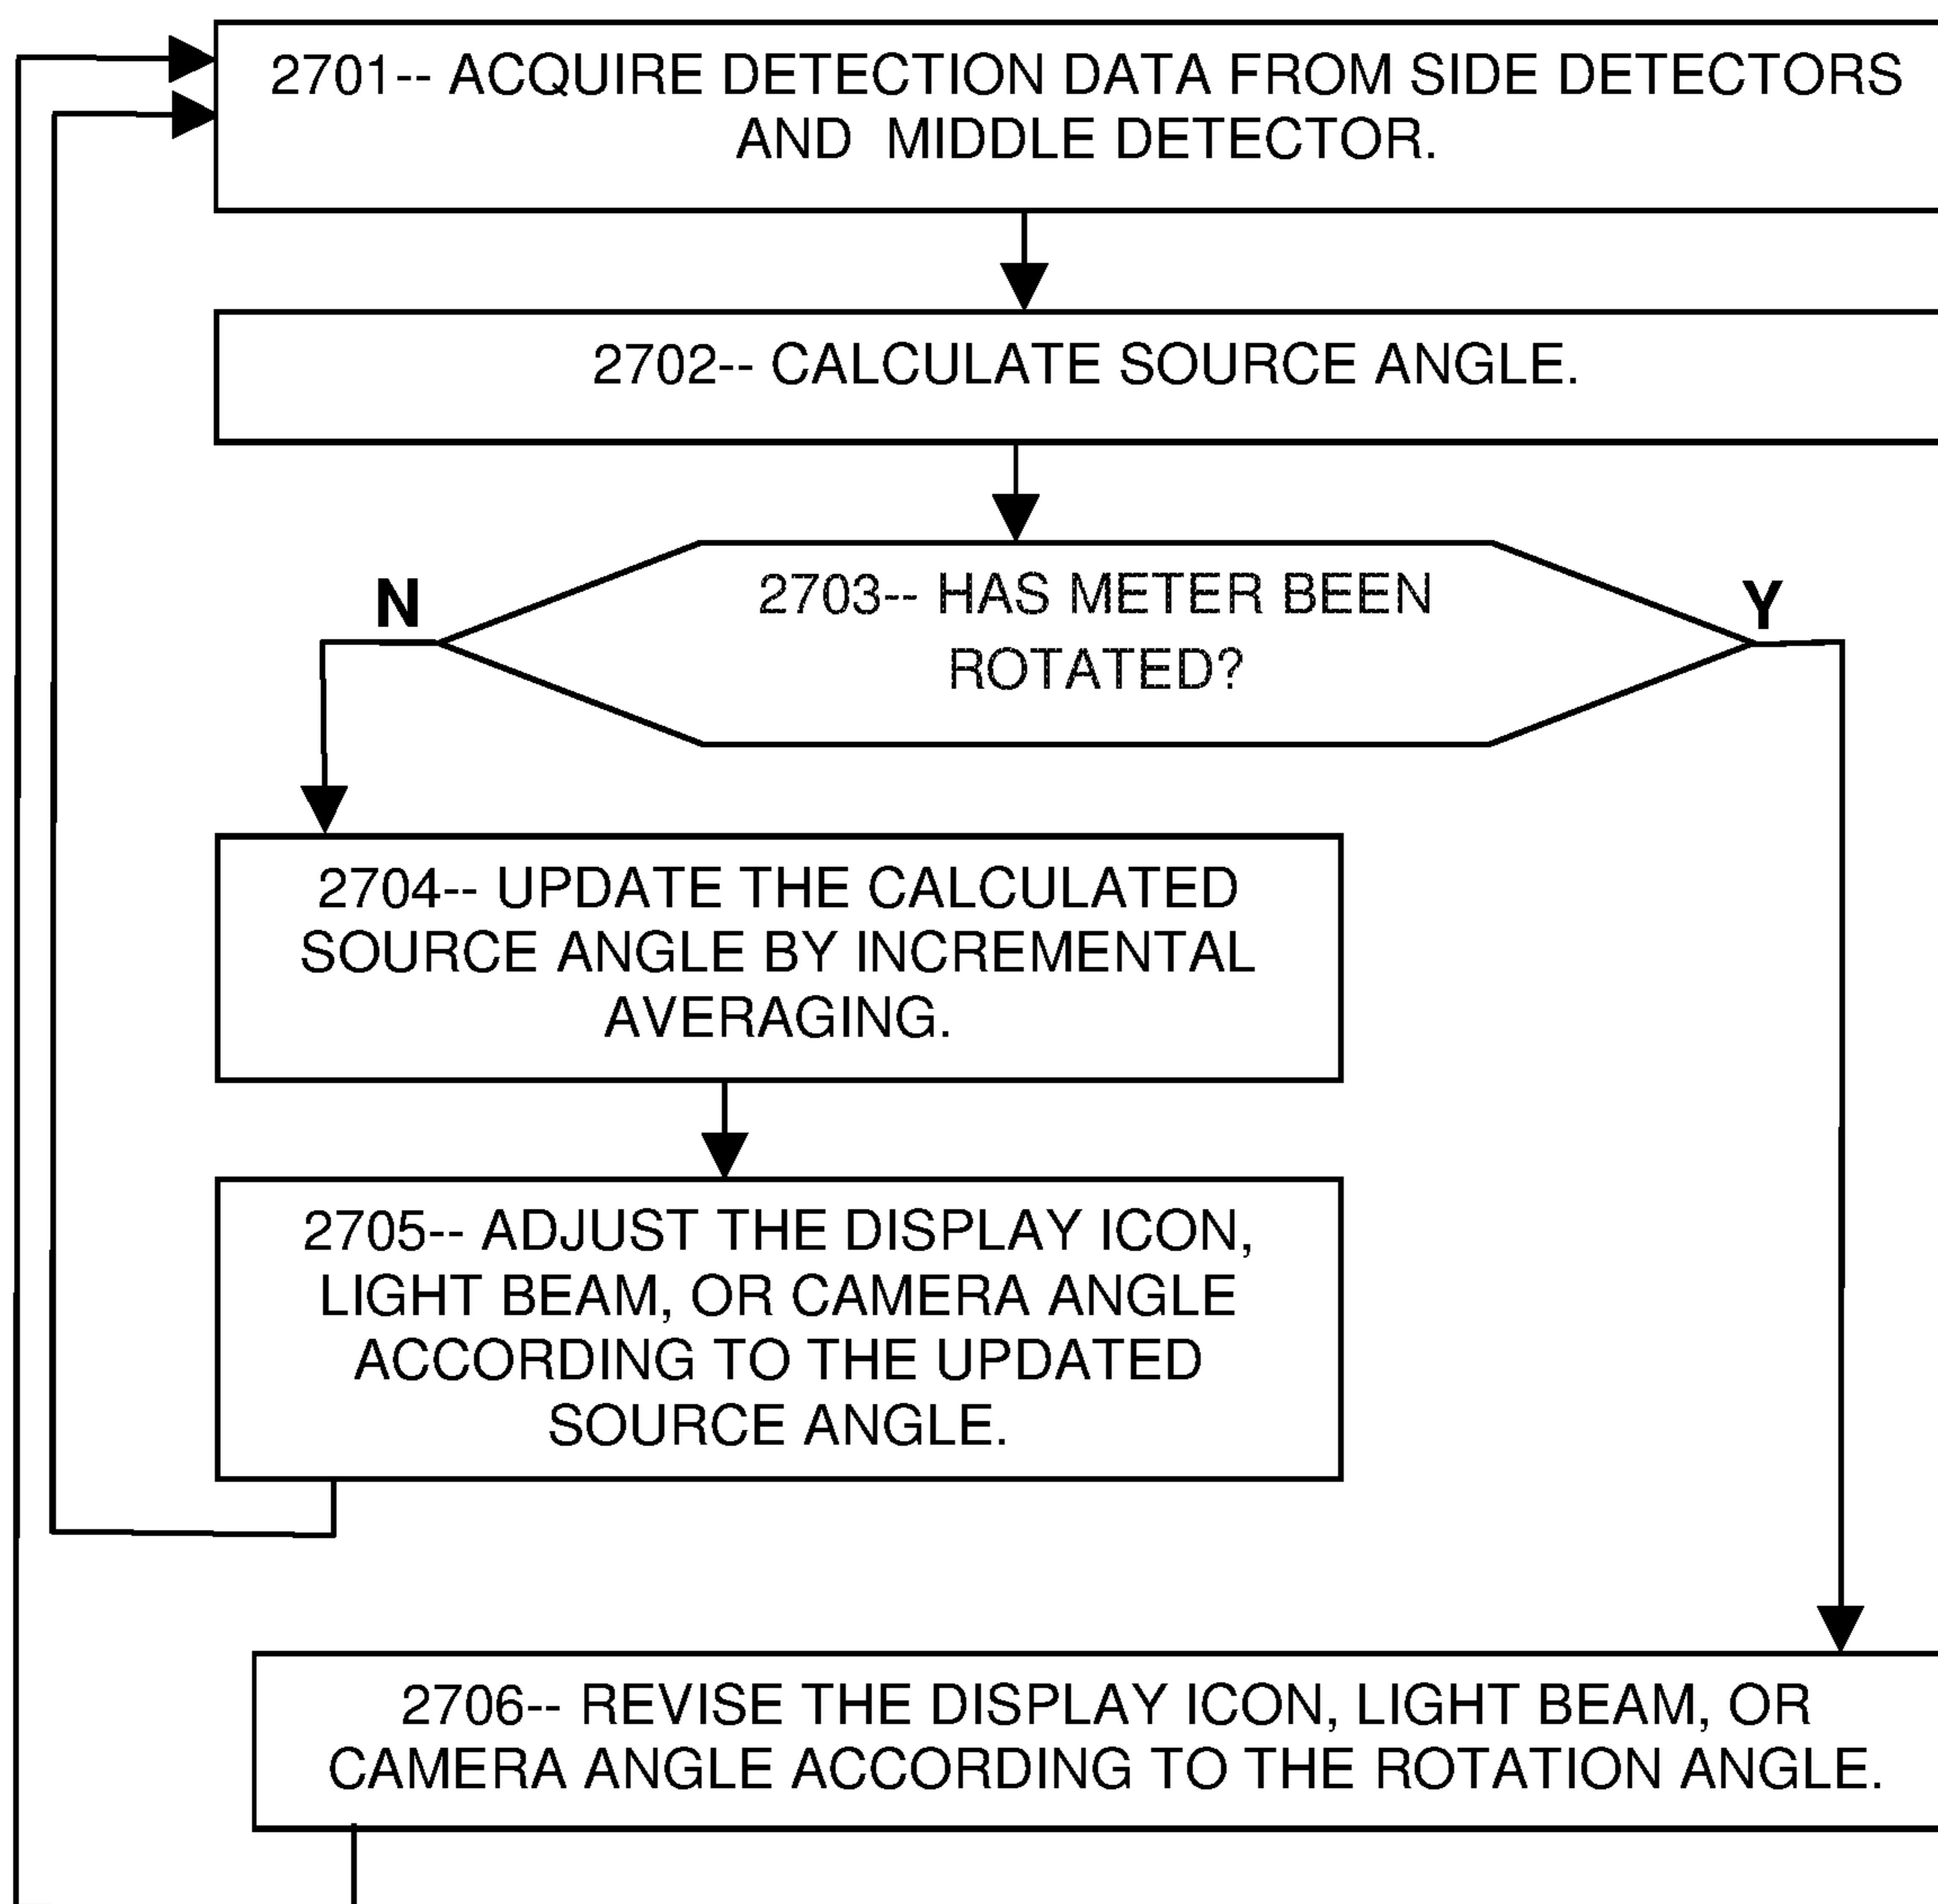 2701-- ACQUIRE DETECTION DATA FROM SIDE DETECTORS
AND MIDDLE DETECTOR.
2702-- CALCULATE SOURCE ANGLE.
2703-- HAS METER BEEN
ROTATED?
N
Y
2704-- UPDATE THE CALCULATED
SOURCE ANGLE BY INCREMENTAL
AVERAGING.
2705-- ADJUST THE DISPLAY ICON,
LIGHT BEAM, OR CAMERA ANGLE
ACCORDING TO THE UPDATED
SOURCE ANGLE.
2706-- REVISE THE DISPLAY ICON, LIGHT BEAM, OR
CAMERA ANGLE ACCORDING TO THE ROTATION ANGLE.